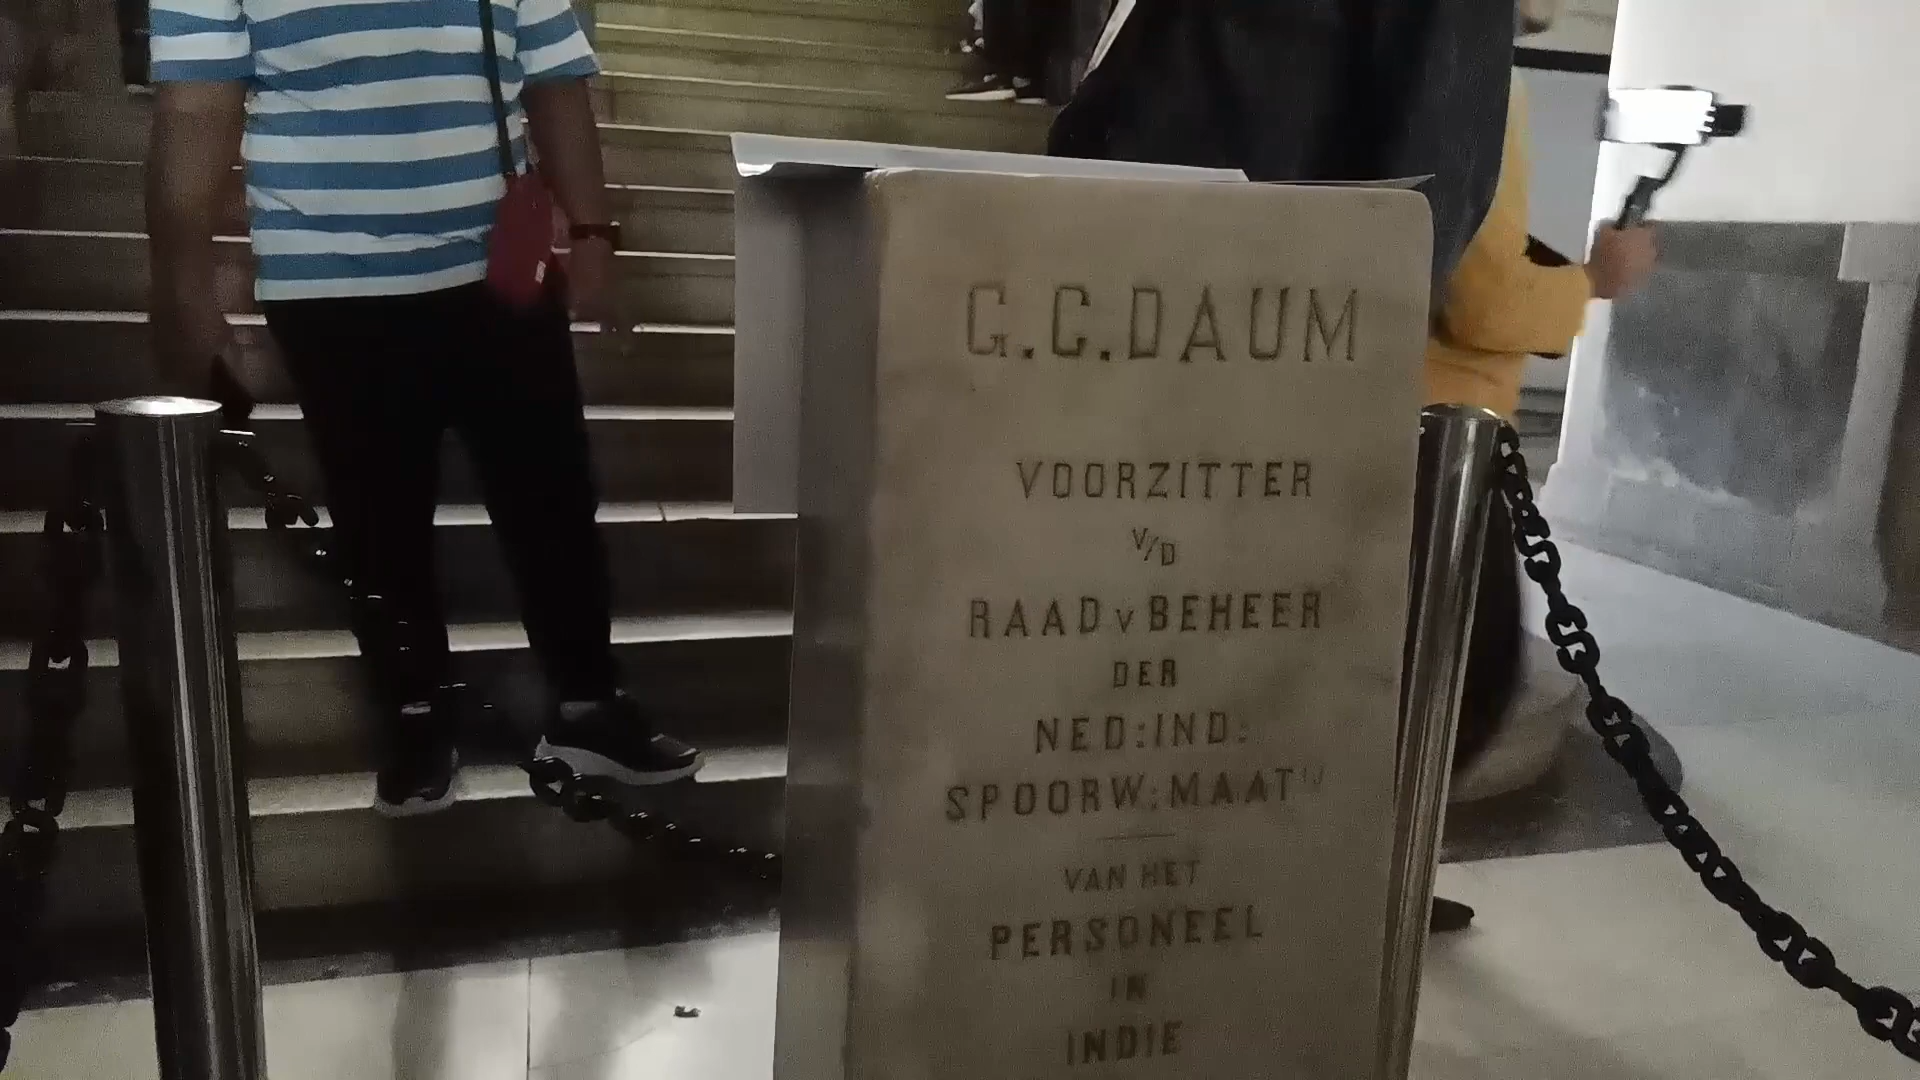 G.C.DAUM
VOORZITTER
V/D
RAAD v BEHEER
DER
NED:IND:
SPOORW:MAATIJ
VAN HET
PERSONEEL
IN
INDIE